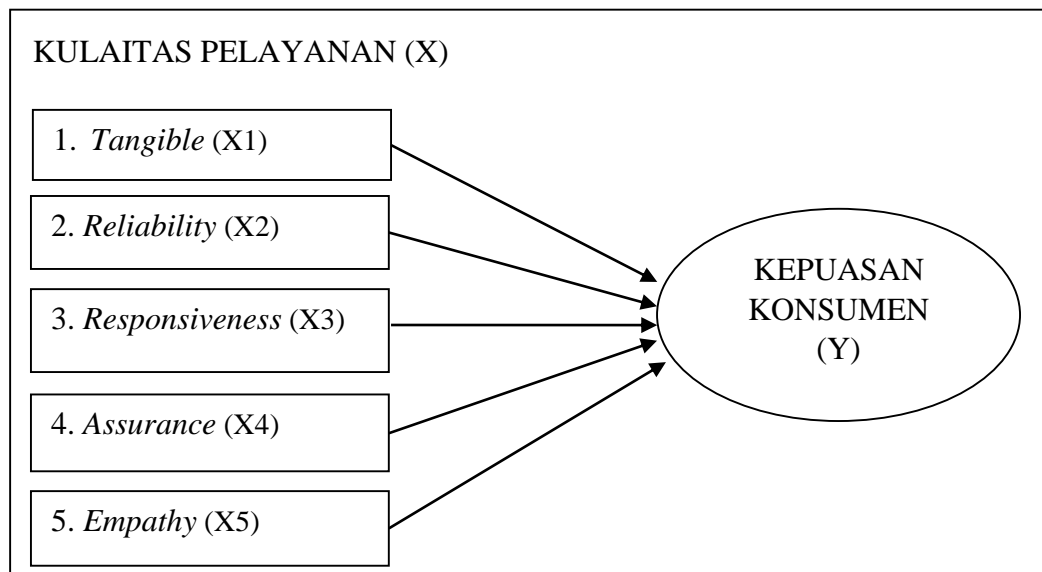 KULAITAS PELAYANAN (X)
1. Tangible (X1)
2. Reliability (X2)
3. Responsiveness (X3)
4. Assurance (X4)
5. Empathy (X5)
KEPUASAN
KONSUMEN
(Y)